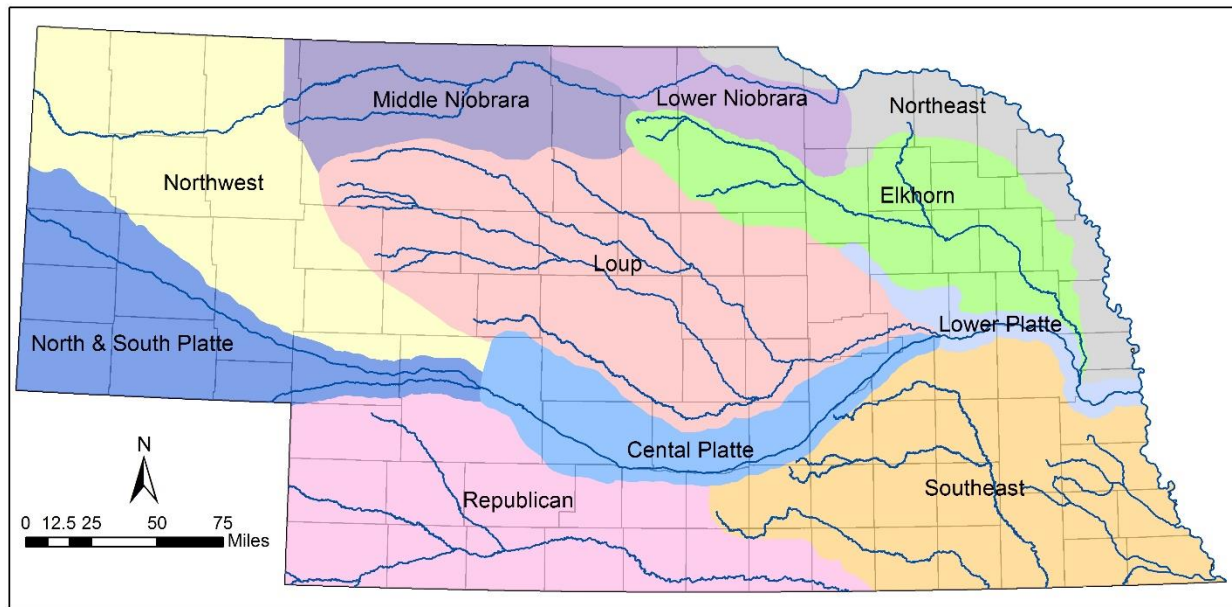 Middle Niobrara
Lower Niobrara
Northeast
Northwest
Elkhorn
Loup
Lower Platte
North & South Platte
Cental Platte
N
Republican
Southeast
0 12.5 25 50 75
Miles